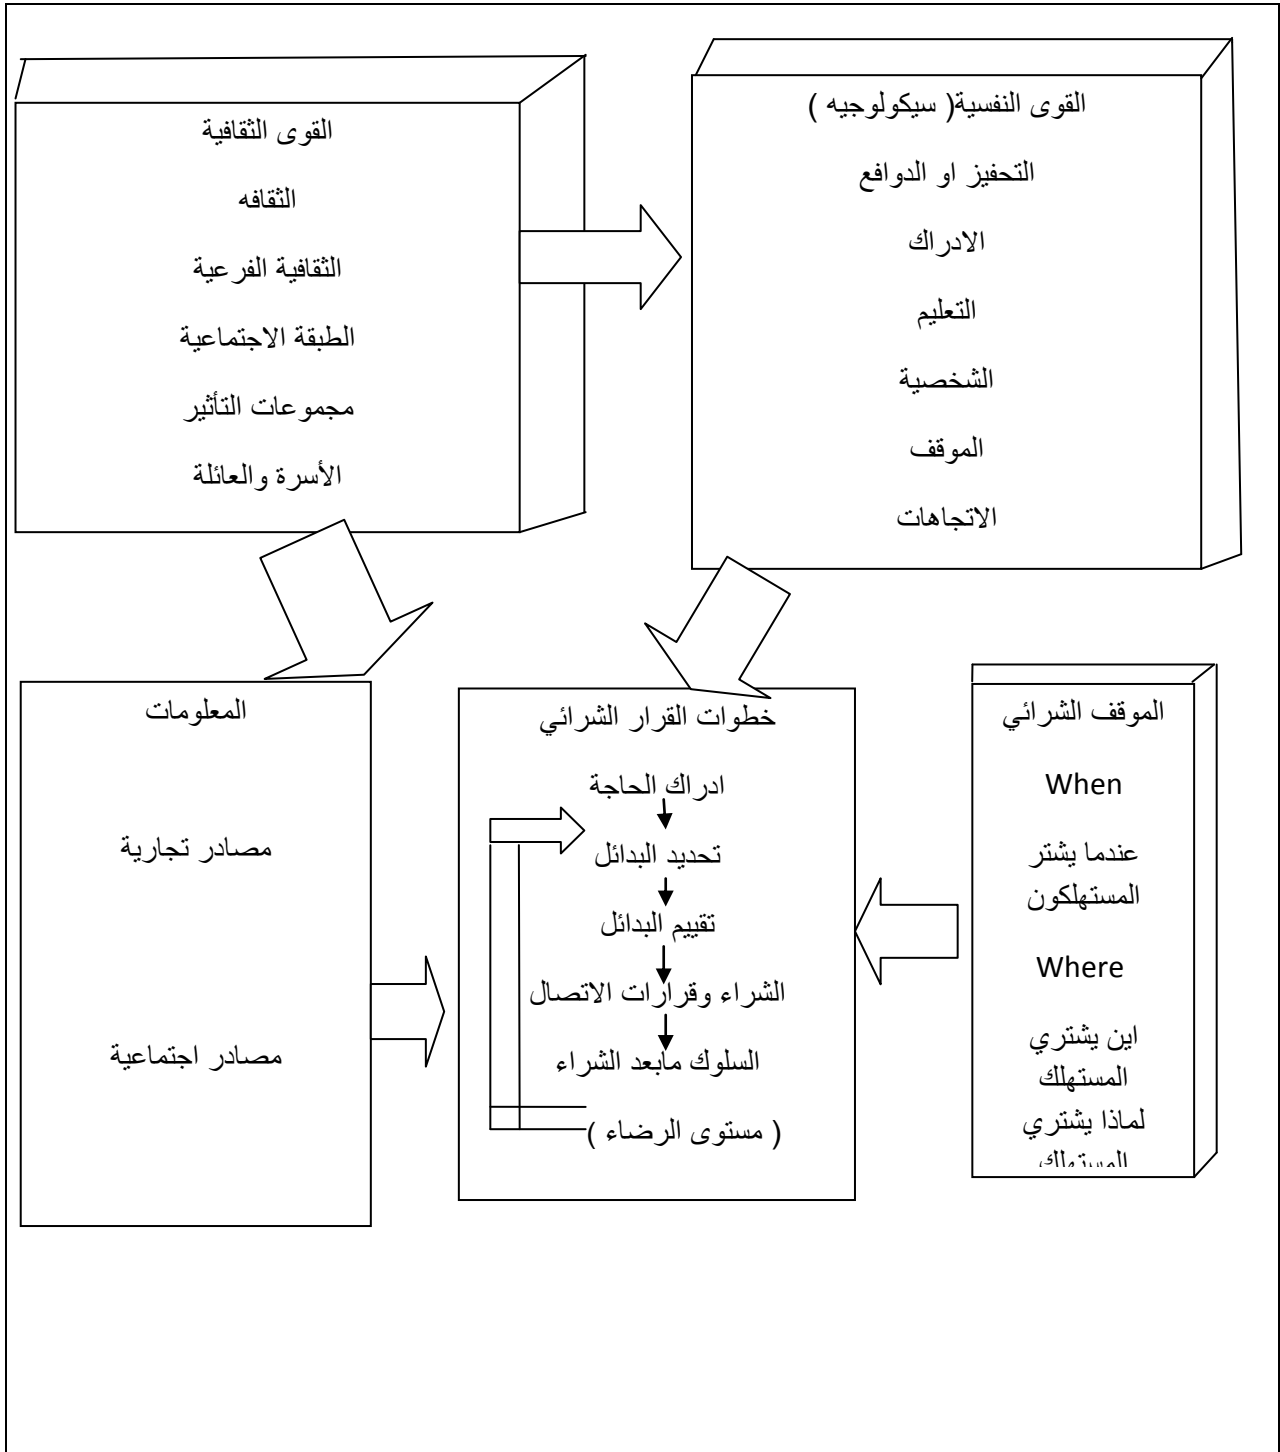 القوى النفسية( سيكولوجيه )
التحفيز او الدوافع
الادراك
التعليم
الشخصية
الموقف
الاتجاهات
القوى الثقافية
الثقافه
الثقافية الفرعية
الطبقة الاجتماعية
مجموعات التأثير
الأسرة والعائلة
الموقف الشرائي
When
عندما يشتر
المستهلكون
Where
اين يشتري
المستهلك
لماذا يشتري
المستهلك
خطوات القرار الشرائي
ادراك الحاجة
تحديد البدائل
تقييم البدائل
الشراء وقرارات الاتصال
السلوك مابعد الشراء
( مستوى الرضاء )
المعلومات
مصادر تجارية
مصادر اجتماعية